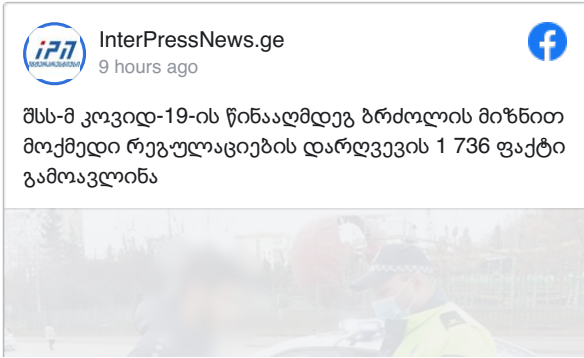 იპნ
InterPressNews.ge
9 hours ago
შსს-მ კოვიდ-19-ის წინააღმდეგ ბრძოლის მიზნით
მოქმედი რეგულაციების დარღვევის 1 736 ფაქტი
გამოავლინა